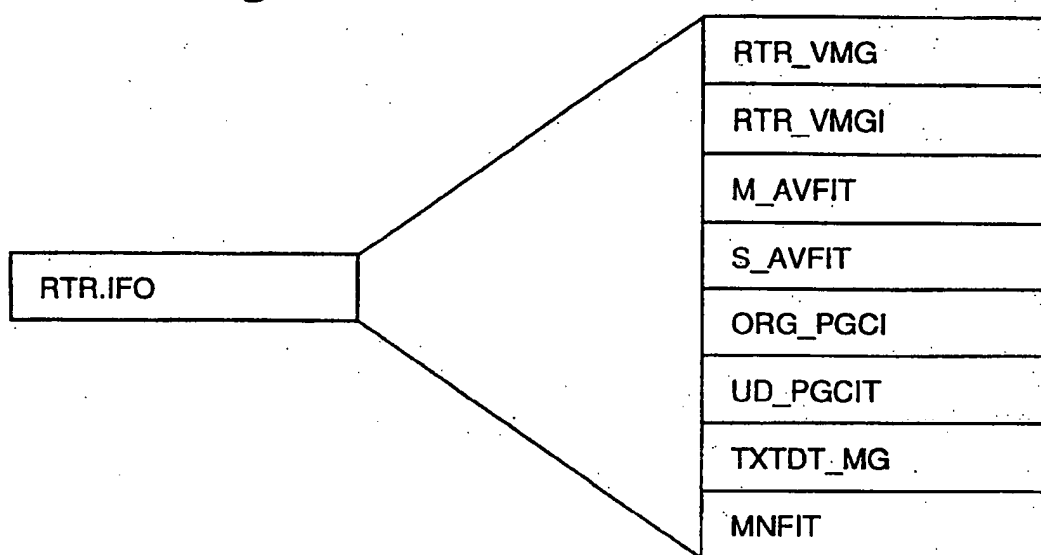 RTR.IFO
RTR_VMG
RTR_VMGI
M_AVFIT
S_AVFIT
ORG_PGCI
UD_PGCIT
TXTDT_MG
MNFIT